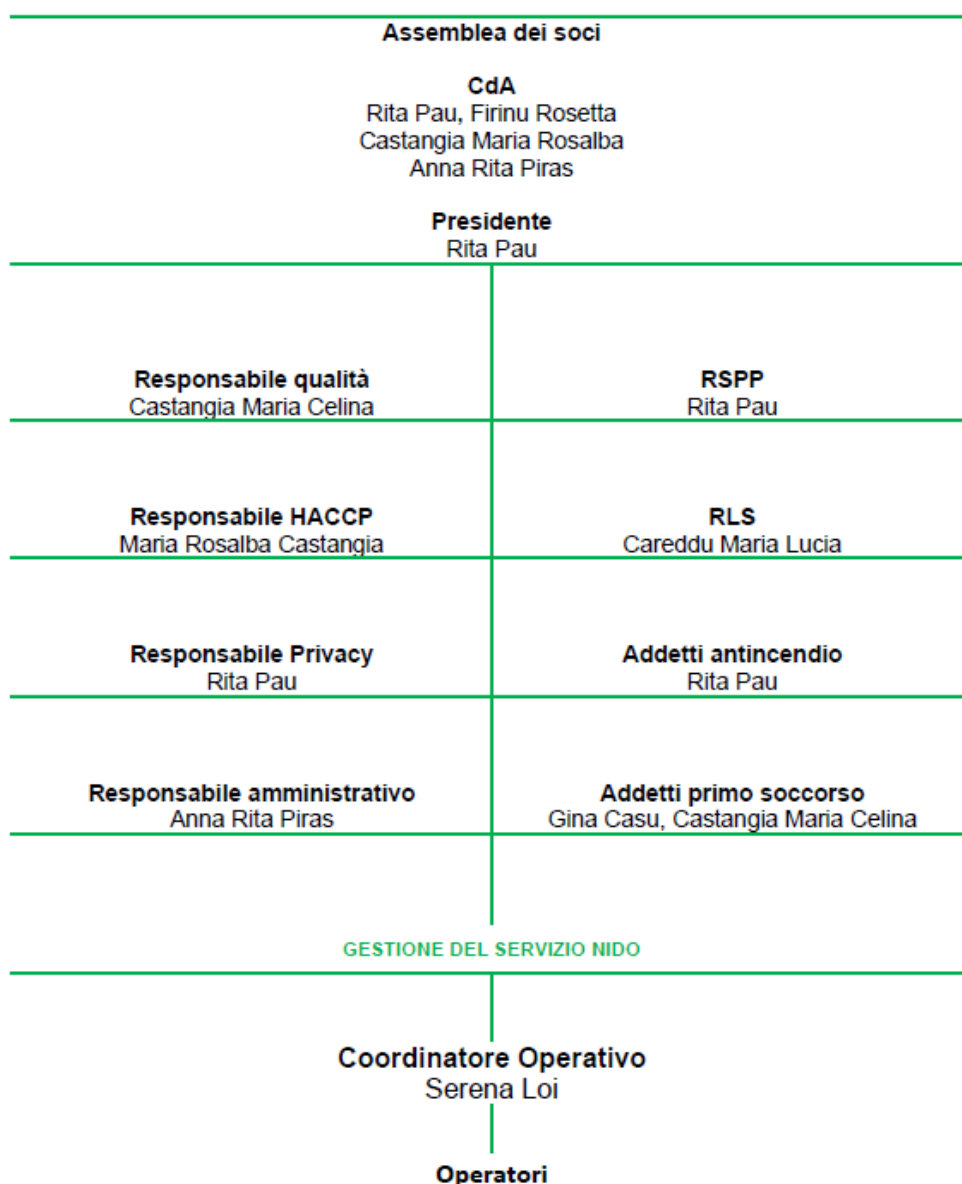 Assemblea dei soci
CdA
Rita Pau, Firinu Rosetta
Castangia Maria Rosalba
Anna Rita Piras
Presidente
Rita Pau
Responsabile qualità
Castangia Maria Celina
RSPP
Rita Pau
Responsabile HACCP
Maria Rosalba Castangia
RLS
Careddu Maria Lucia
Responsabile Privacy
Rita Pau
Addetti antincendio
Rita Pau
Responsabile amministrativo
Anna Rita Piras
Addetti primo soccorso
Gina Casu, Castangia Maria Celina
GESTIONE DEL SERVIZIO NIDO
Coordinatore Operativo
Serena Loi
Operatori